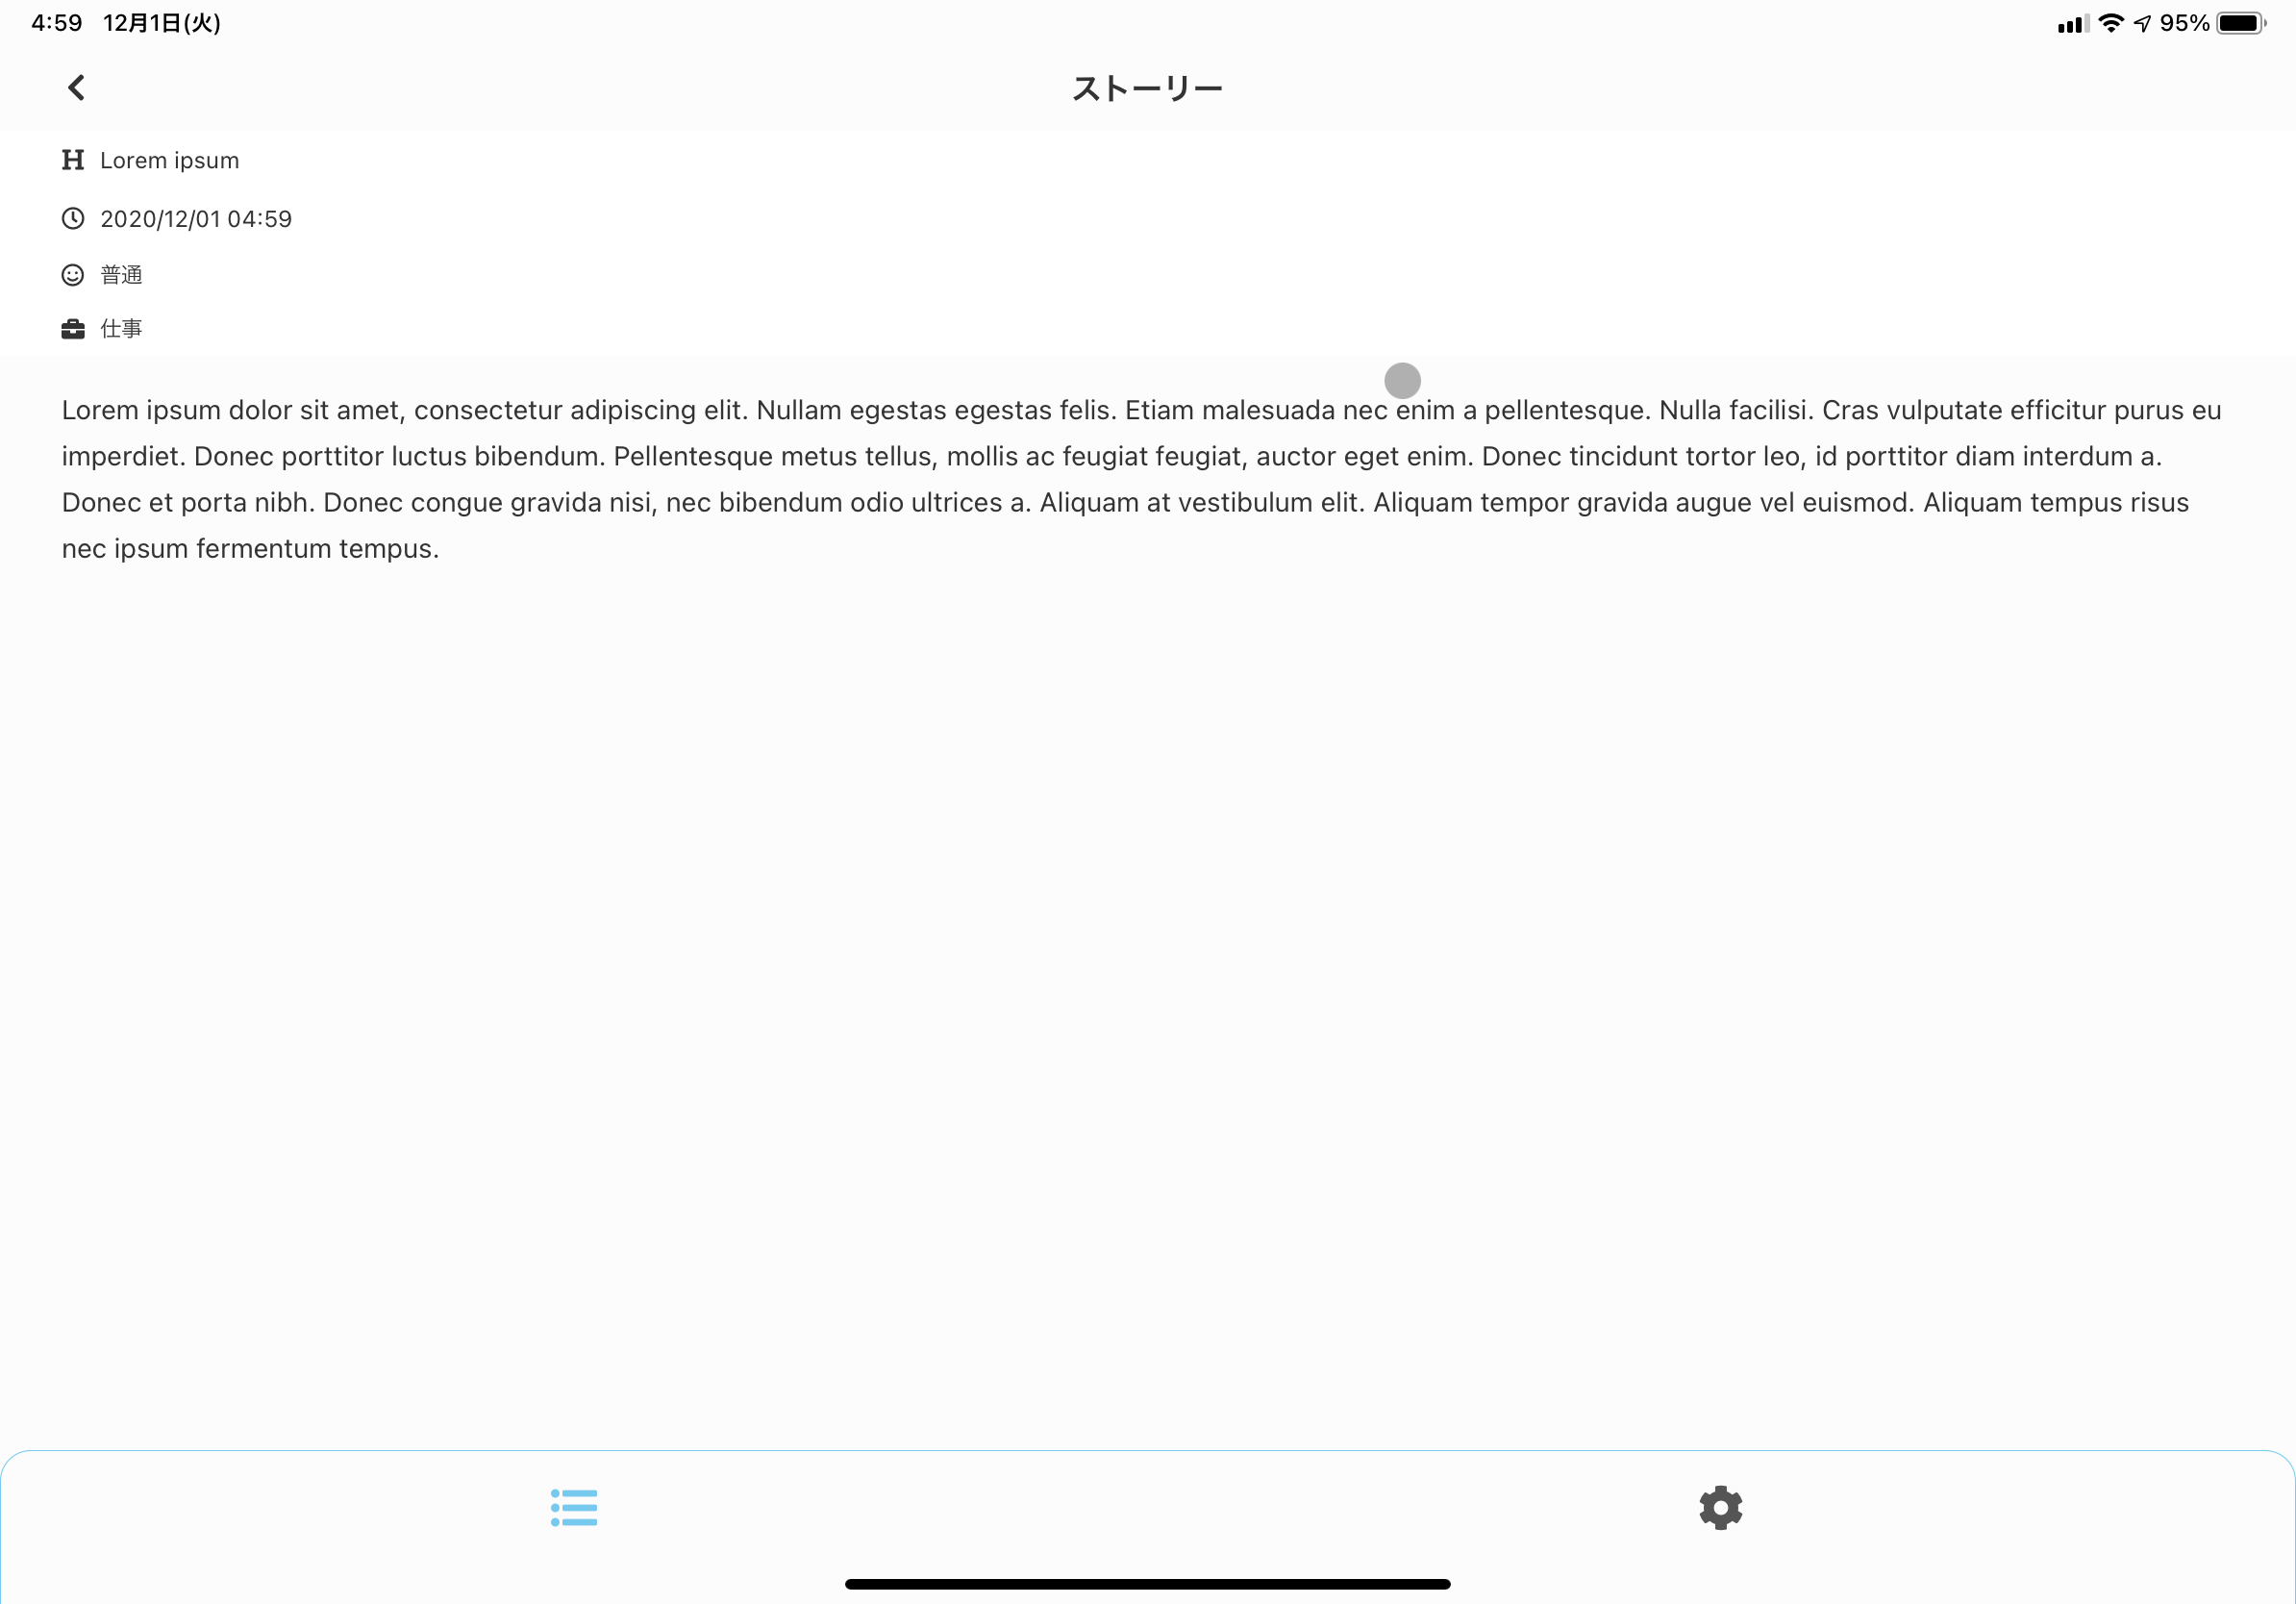 4:59 12月1日(火) 95%
ストーリー
Lorem ipsum
2020/12/01 04:59
普通
仕事
Lorem ipsum dolor sit amet, consectetur adipiscing elit. Nullam egestas egestas felis. Etiam malesuada nec enim a pellentesque. Nulla facilisi. Cras vulputate efficitur purus eu
imperdiet. Donec porttitor luctus bibendum. Pellentesque metus tellus, mollis ac feugiat feugiat, auctor eget enim. Donec tincidunt tortor leo, id porttitor diam interdum a.
Donec et porta nibh. Donec congue gravida nisi, nec bibendum odio ultrices a. Aliquam at vestibulum elit. Aliquam tempor gravida augue vel euismod. Aliquam tempus risus
nec ipsum fermentum tempus.